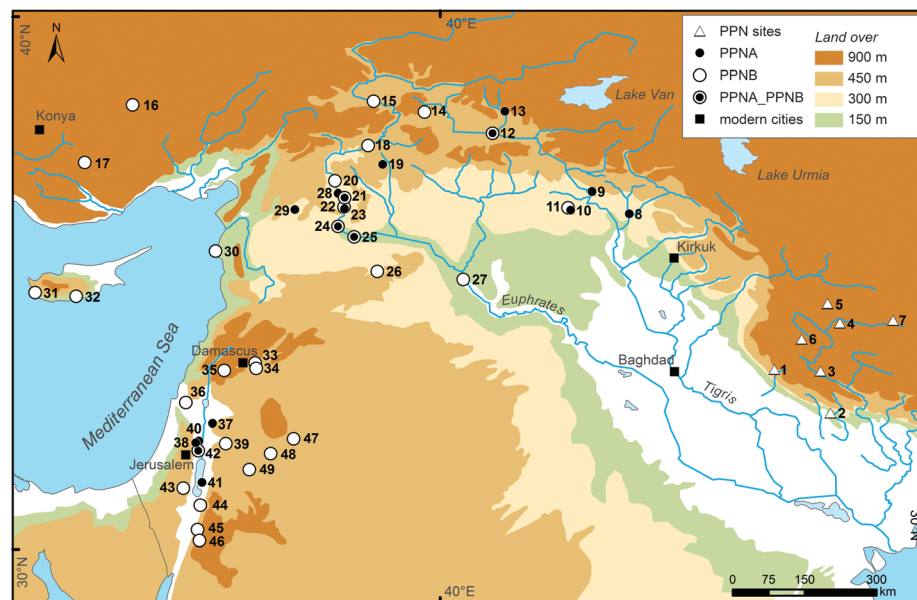 40°N
40°E
N
PPN sites
PPNA
PPNB
PPNA_PPNB
modern cities
Land over
900 m
450 m
300 m
150 m
Lake Van
Konya
16
15
14
13
12
17
18
19
20
28
21
29
22
23
24
25
9
11
10
8
Lake Urmia
30
26
27
Kirkuk
31
32
Euphrates
5
4
7
6
Mediterranean Sea
Damascus
33
34
35
Baghdad
1
3
Tigris
2
36
37
40
38
39
42
47
Jerusalem
48
49
43
41
44
45
46
30°N
30°N
40°E
0 75 150 300
km